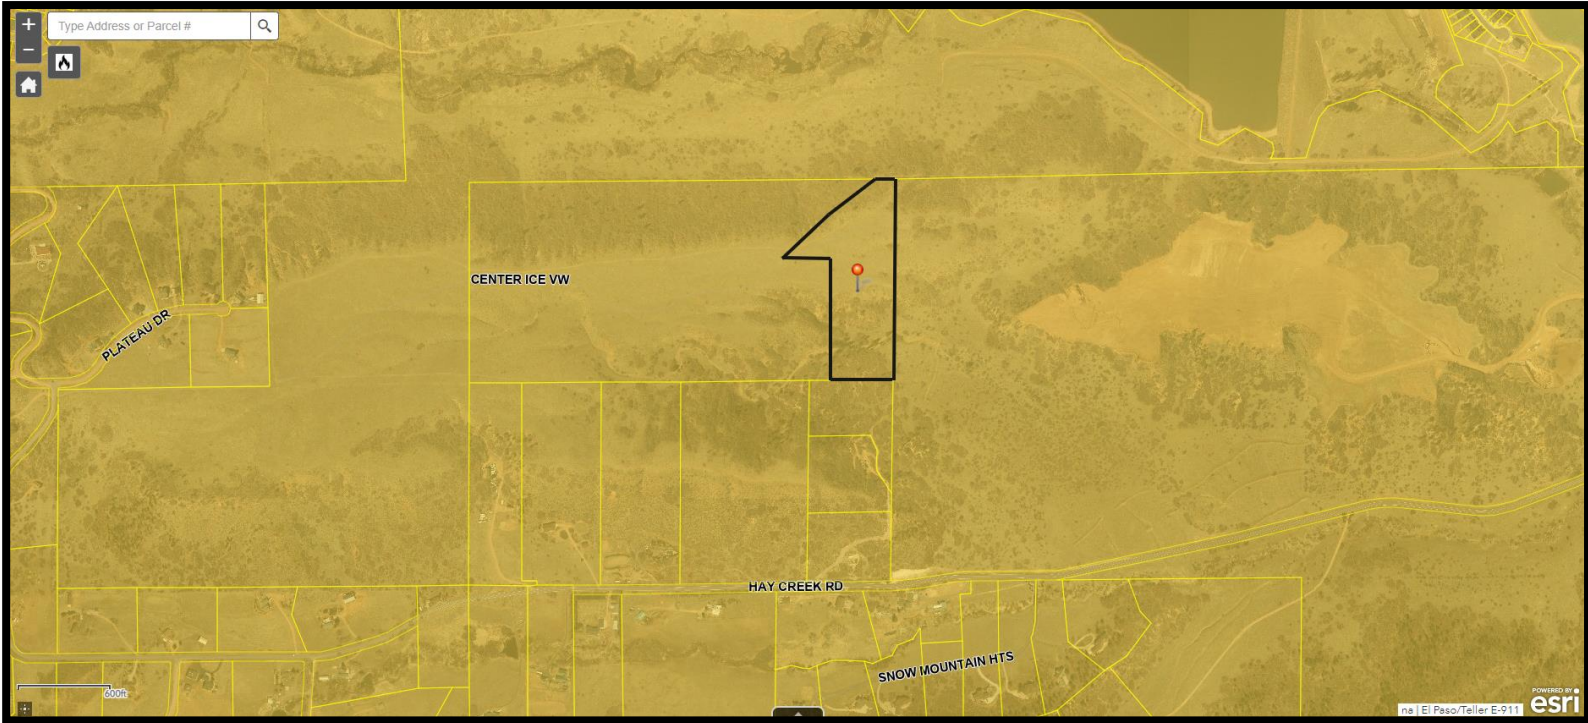 +
Type Address or Parcel #
−
CENTER ICE VW
PLATEAU DR
HAY CREEK RD
SNOW MOUNTAIN HTS
600ft
POWERED BY
esri
na | El Paso/Teller E-911